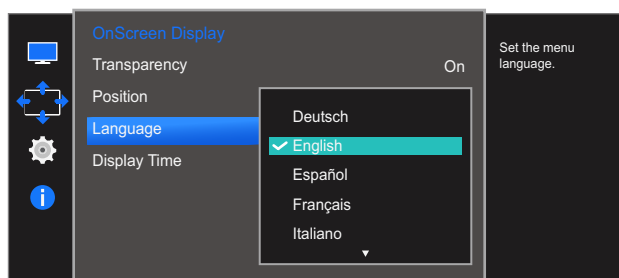 OnScreen Display
Transparency
On
Position
Language
Display Time
Deutsch
English
Español
Français
Italiano
Set the menu
language.